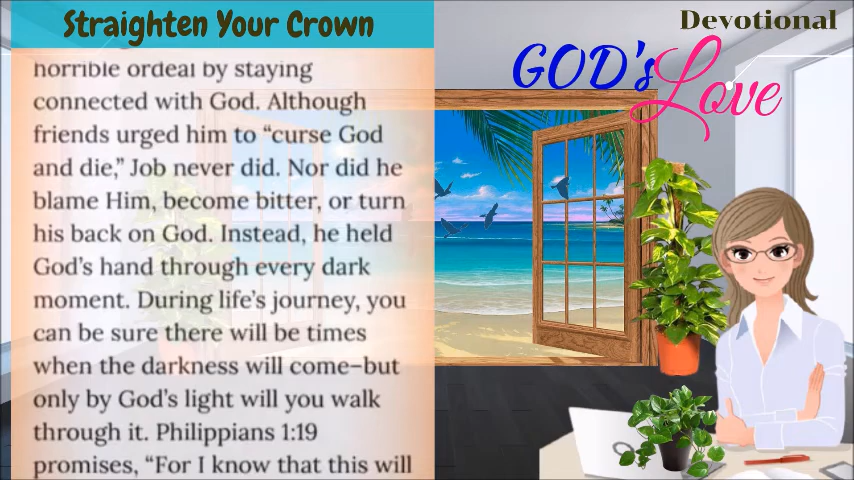 Straighten Your Crown
Devotional
GOD's Love
horrible ordeal by staying
connected with God. Although
friends urged him to “curse God
and die,” Job never did. Nor did he
blame Him, become bitter, or turn
his back on God. Instead, he held
God’s hand through every dark
moment. During life’s journey, you
can be sure there will be times
when the darkness will come–but
only by God’s light will you walk
through it. Philippians 1:19
promises, “For I know that this will